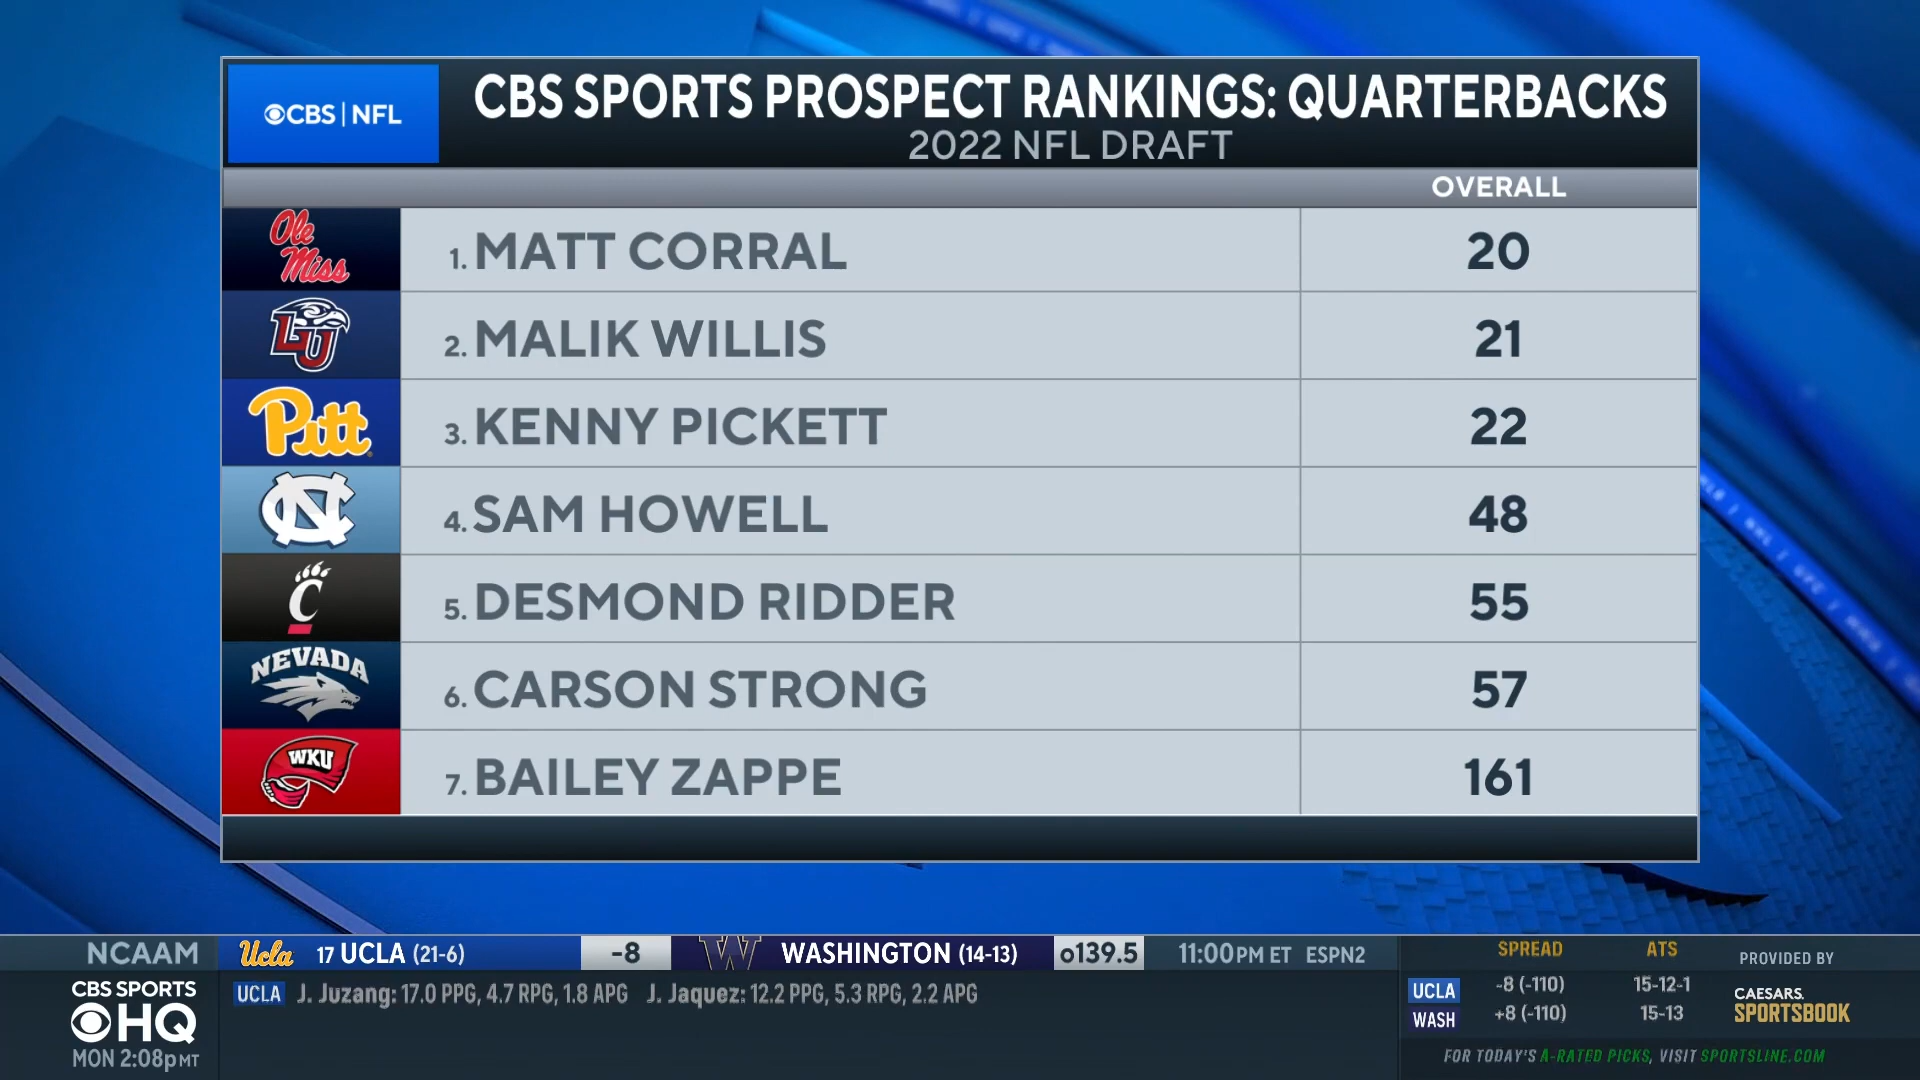 CBS | NFL
CBS SPORTS PROSPECT RANKINGS: QUARTERBACKS
2022 NFL DRAFT
OVERALL
Ole Miss
1. MATT CORRAL 20
LU
2. MALIK WILLIS 21
Pitt
3. KENNY PICKETT 22
NC
4. SAM HOWELL 48
C
5. DESMOND RIDDER 55
NEVADA
6. CARSON STRONG 57
WKU
7. BAILEY ZAPPE 161
NCAAM
Ucla 17 UCLA (21-6) -8 W WASHINGTON (14-13) o139.5 11:00PM ET ESPN2
UCLA J. Juzang: 17.0 PPG, 4.7 RPG, 1.8 APG J. Jaquez: 12.2 PPG, 5.3 RPG, 2.2 APG
CBS SPORTS
HQ
MON 2:08pMT
SPREAD ATS
UCLA -8 (-110) 15-12-1
WASH +8 (-110) 15-13
PROVIDED BY
CAESARS
SPORTSBOOK
FOR TODAY'S A-RATED PICKS, VISIT SPORTSLINE.COM